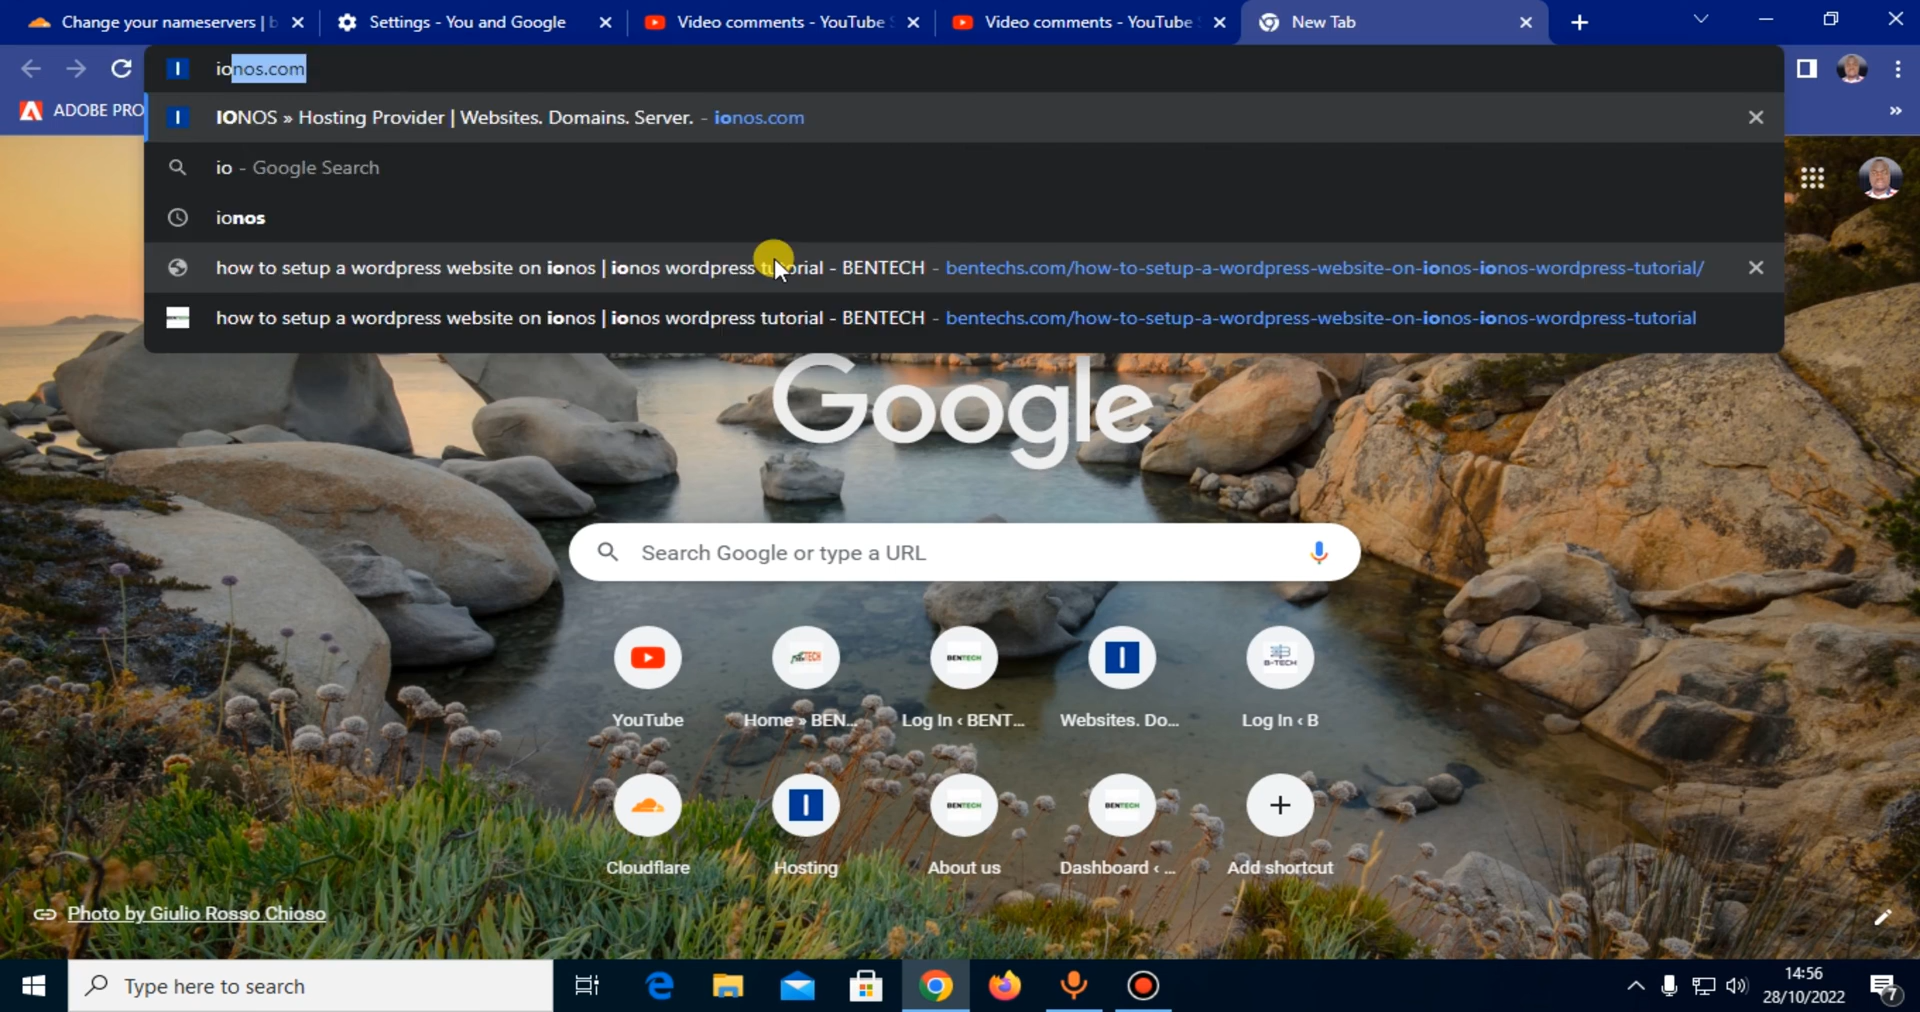 Change your nameservers | b
Settings - You and Google
Video comments - YouTube S
Video comments - YouTube S
New Tab
ionos.com
ADOBE PRO
IONOS » Hosting Provider | Websites. Domains. Server. - ionos.com
io - Google Search
ionos
how to setup a wordpress website on ionos | ionos wordpress tutorial - BENTECH - bentechs.com/how-to-setup-a-wordpress-website-on-ionos-ionos-wordpress-tutorial/
how to setup a wordpress website on ionos | ionos wordpress tutorial - BENTECH - bentechs.com/how-to-setup-a-wordpress-website-on-ionos-ionos-wordpress-tutorial
Google
Search Google or type a URL
BENTECH
B-TECH
YouTube
Home » BEN...
Log In ‹ BENT...
Websites. Do...
Log In ‹ B
BENTECH
BENTECH
Cloudflare
Hosting
About us
Dashboard ‹ ...
Add shortcut
Photo by Giulio Rosso Chioso
Type here to search
14:56
28/10/2022
7